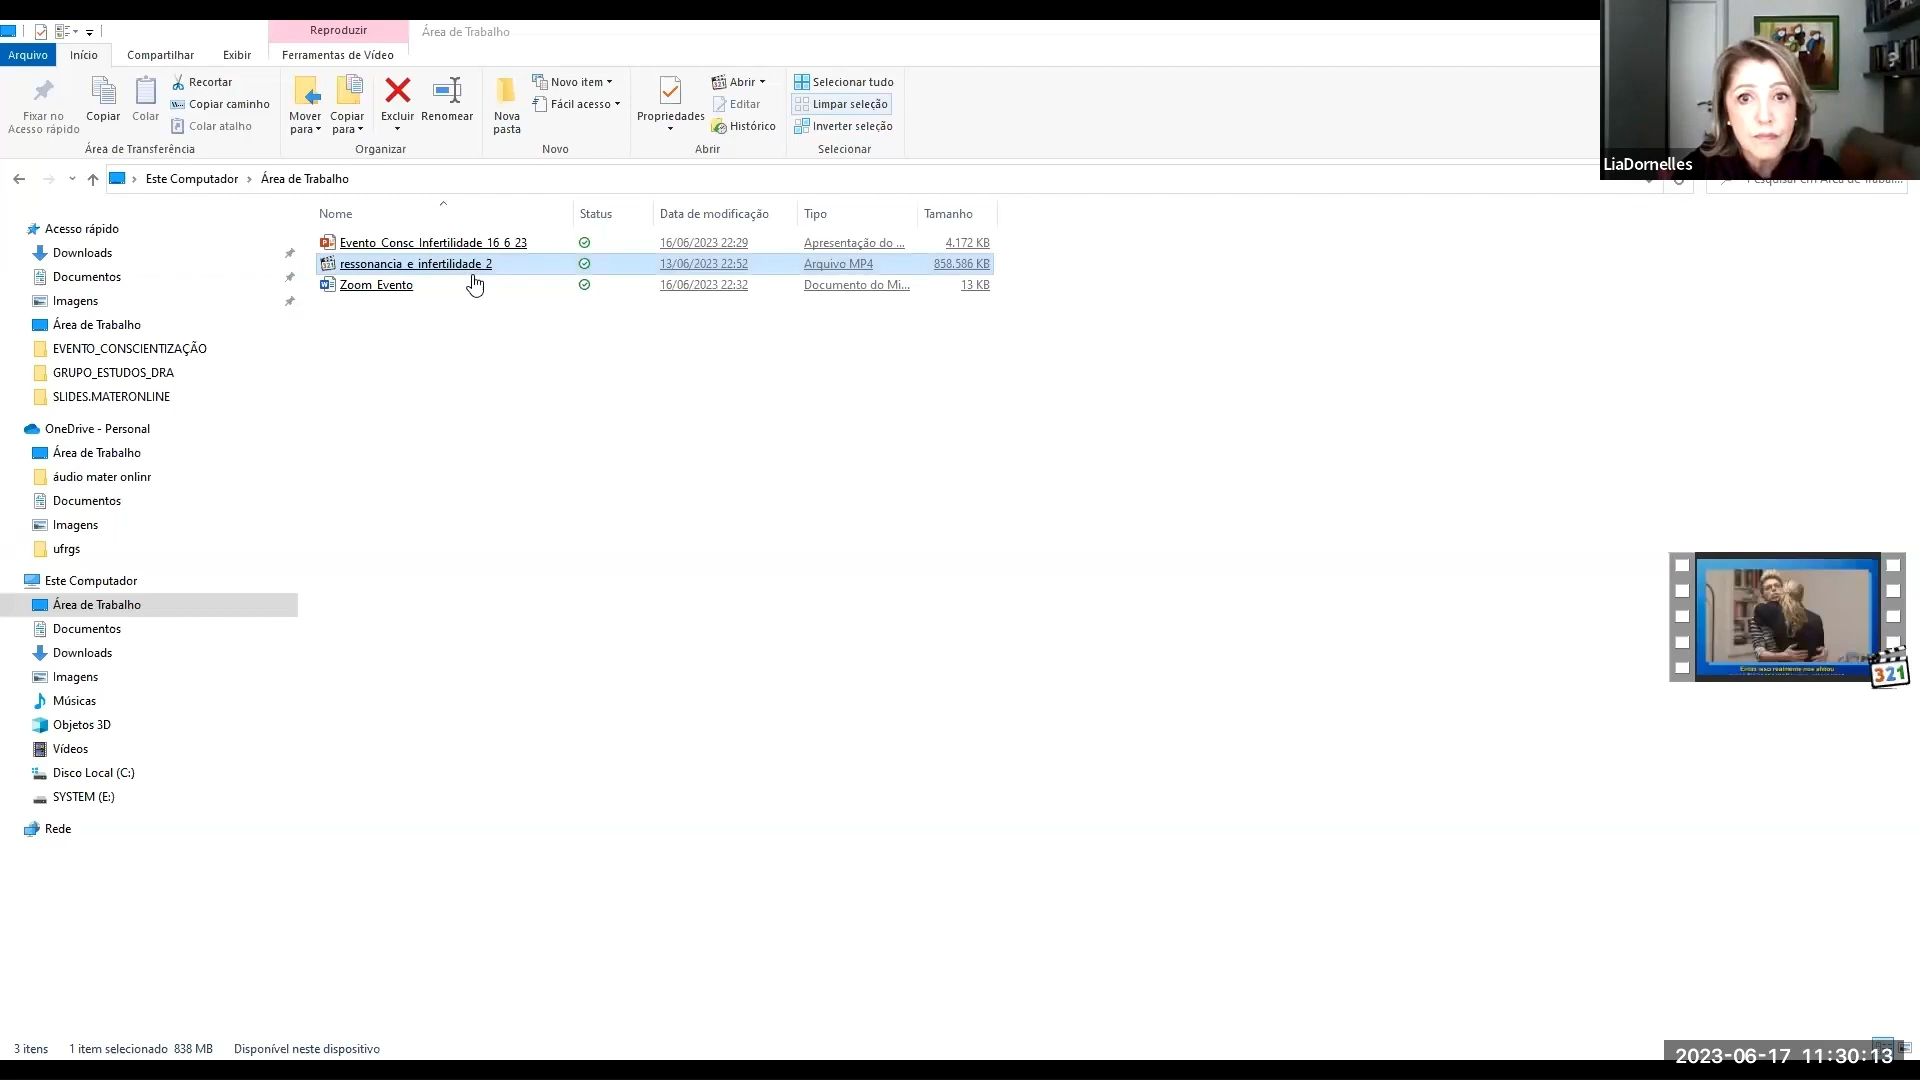 Reproduzir
Área de Trabalho
Arquivo
Início
Compartilhar
Exibir
Ferramentas de Vídeo
Fixar no
Acesso rápido
Copiar
Colar
Recortar
Copiar caminho
Colar atalho
Área de Transferência
Mover
para
Copiar
para
Excluir
Renomear
Organizar
Nova
pasta
Novo item
Fácil acesso
Novo
Propriedades
Abrir
Editar
Histórico
Abrir
Selecionar tudo
Limpar seleção
Inverter seleção
Selecionar
LiaDornelles
Este Computador
Área de Trabalho
Nome
Status
Data de modificação
Tipo
Tamanho
Evento_Consc_Infertilidade_16_6_23
16/06/2023 22:29
Apresentação do ...
4.172 KB
ressonancia_e_infertilidade_2
13/06/2023 22:52
Arquivo MP4
858.586 KB
Zoom_Evento
16/06/2023 22:32
Documento do Mi...
13 KB
Acesso rápido
Downloads
Documentos
Imagens
Área de Trabalho
EVENTO_CONSCIENTIZAÇÃO
GRUPO_ESTUDOS_DRA
SLIDES.MATERONLINE
OneDrive - Personal
Área de Trabalho
áudio mater onlinr
Documentos
Imagens
ufrgs
Este Computador
Área de Trabalho
Documentos
Downloads
Imagens
Músicas
Objetos 3D
Vídeos
Disco Local (C:)
SYSTEM (E:)
Rede
321
3 itens
1 item selecionado 838 MB
Disponível neste dispositivo
2023-06-17 11:30:13